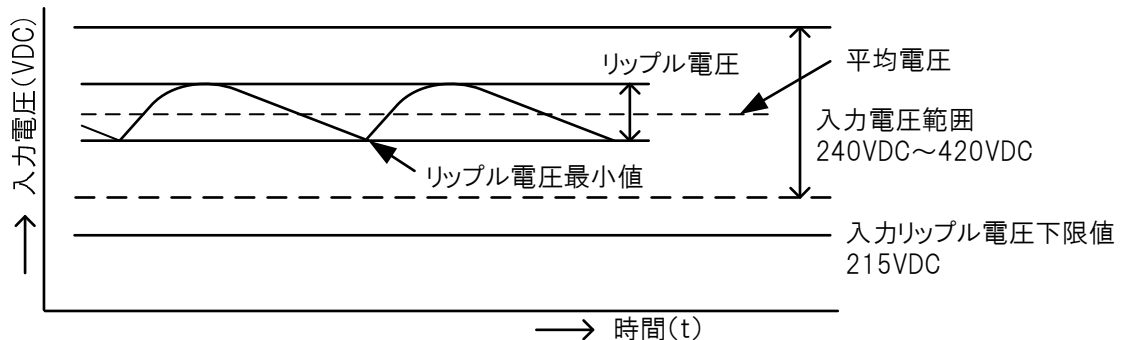 入力電圧(VDC)
リップル電圧
平均電圧
入力電圧範囲
240VDC～420VDC
リップル電圧最小値
入力リップル電圧下限値
215VDC
時間(t)